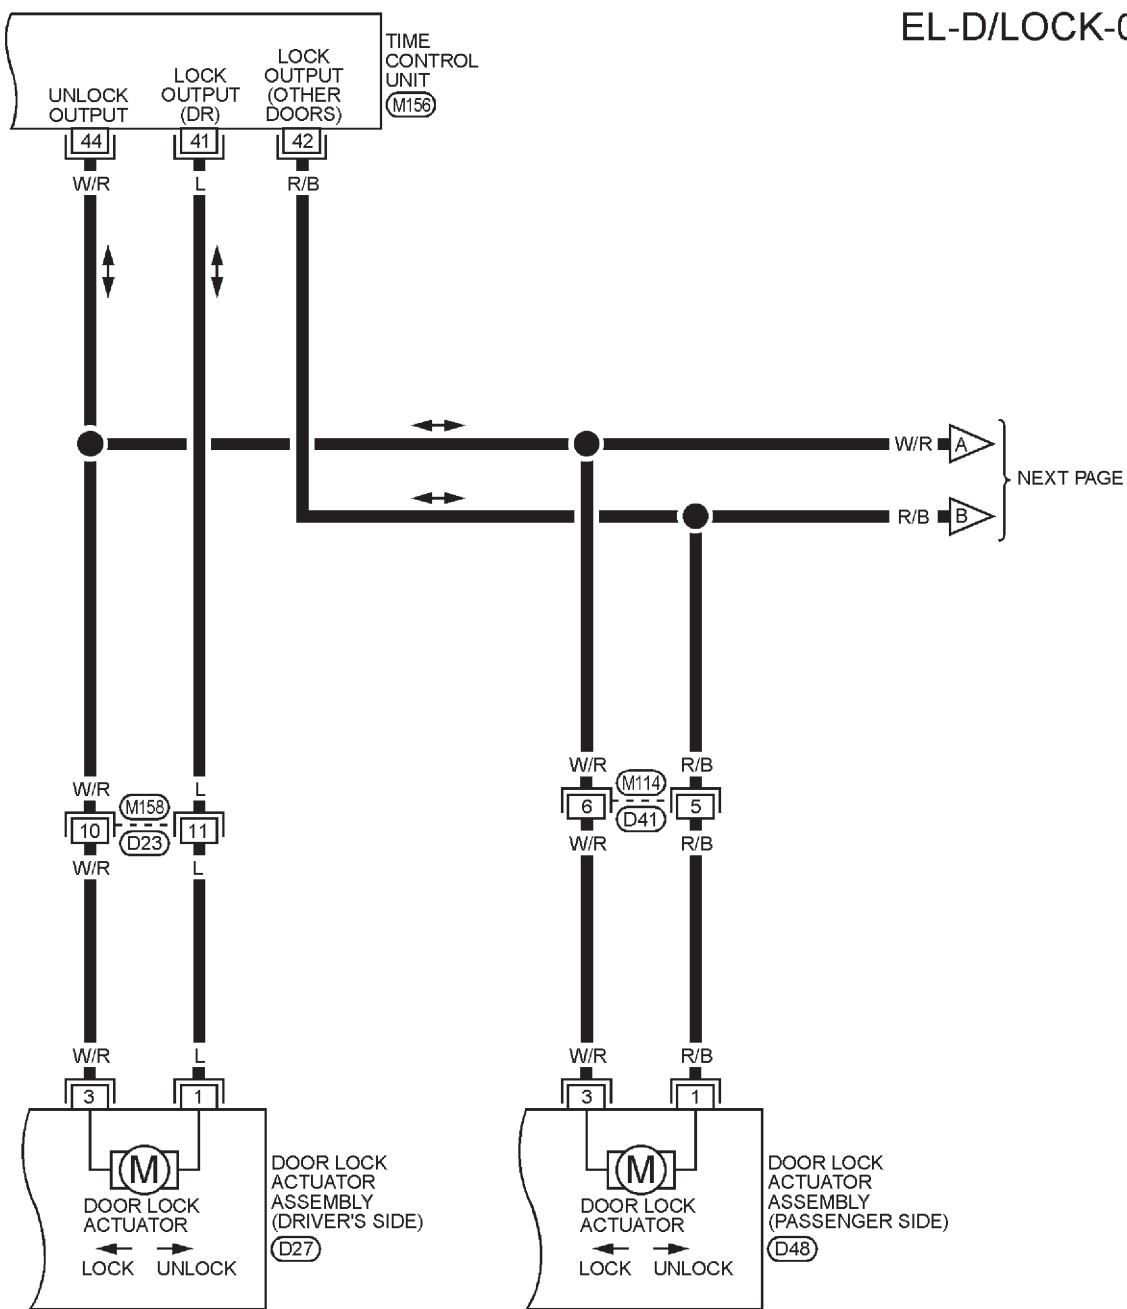 EL-D/LOCK-0
TIME
CONTROL
UNIT
M156
UNLOCK
OUTPUT
LOCK
OUTPUT
(DR)
LOCK
OUTPUT
(OTHER
DOORS)
44
41
42
W/R
L
R/B
W/R
A
NEXT PAGE
R/B
B
W/R
L
M158
10
11
D23
W/R
L
W/R
R/B
M114
6
5
D41
W/R
R/B
W/R
L
W/R
R/B
3
1
3
1
M
DOOR LOCK
ACTUATOR
LOCK
UNLOCK
DOOR LOCK
ACTUATOR
ASSEMBLY
(DRIVER'S SIDE)
D27
M
DOOR LOCK
ACTUATOR
LOCK
UNLOCK
DOOR LOCK
ACTUATOR
ASSEMBLY
(PASSENGER SIDE)
D48